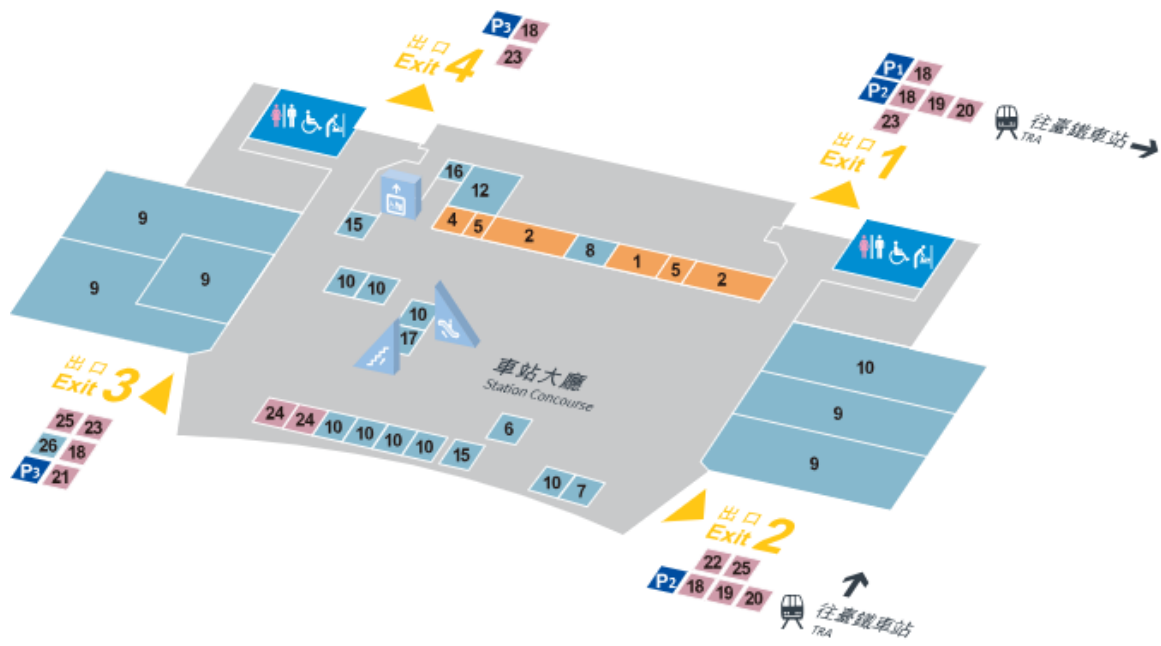 P3 18
出口
Exit 4
23
P1 18
P2 18 19 20
23
往臺鐵車站
TRA
出口
Exit 1
16
12
9
15
4 5 2 8 1 5 2
9
9
10 10
10
17
10
車站大廳
Station Concourse
出口
Exit 3
9
25 23
26 18
P3 21
24 24 10 10 10 10 15
6
9
10 7
出口
Exit 2
22 25
P2 18 19 20
往臺鐵車站
TRA